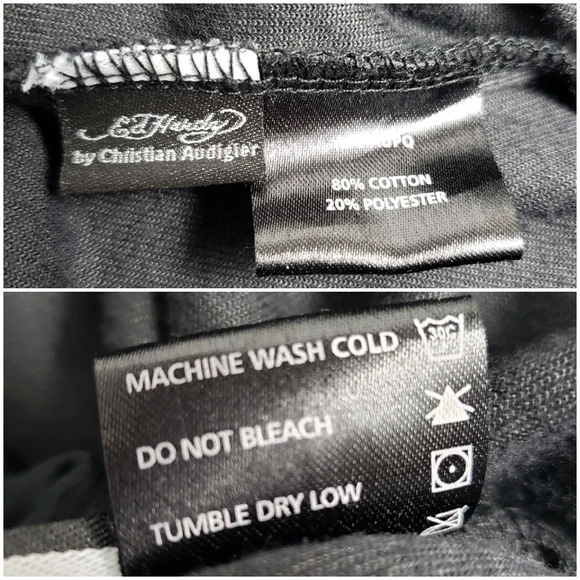 Ed Hardy
by Christian Audigier
80% COTTON
20% POLYESTER
MACHINE WASH COLD
30C
DO NOT BLEACH
TUMBLE DRY LOW